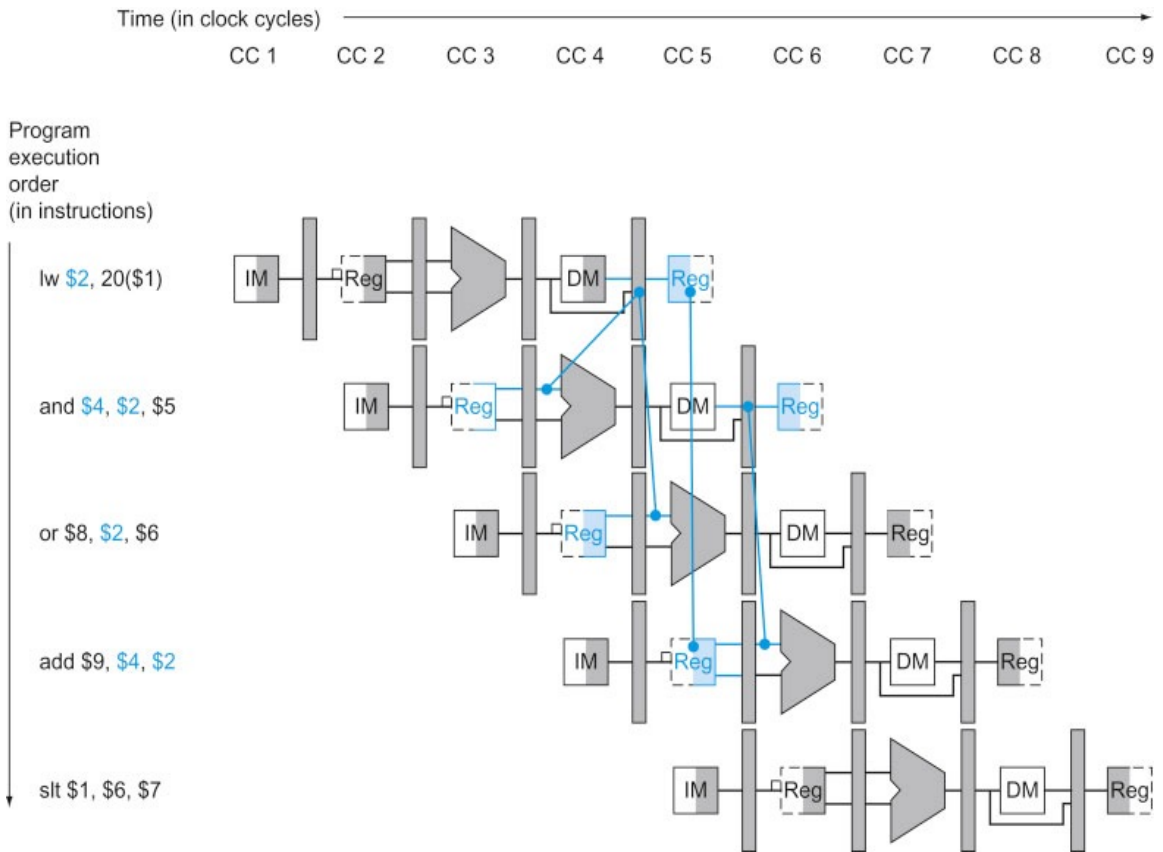 Time (in clock cycles)
CC 1 CC 2 CC 3 CC 4 CC 5 CC 6 CC 7 CC 8 CC 9
Program
execution
order
(in instructions)
lw $2, 20($1) IM Reg DM Reg
and $4, $2, $5 IM Reg DM Reg
or $8, $2, $6 IM Reg DM Reg
add $9, $4, $2 IM Reg DM Reg
slt $1, $6, $7 IM Reg DM Reg